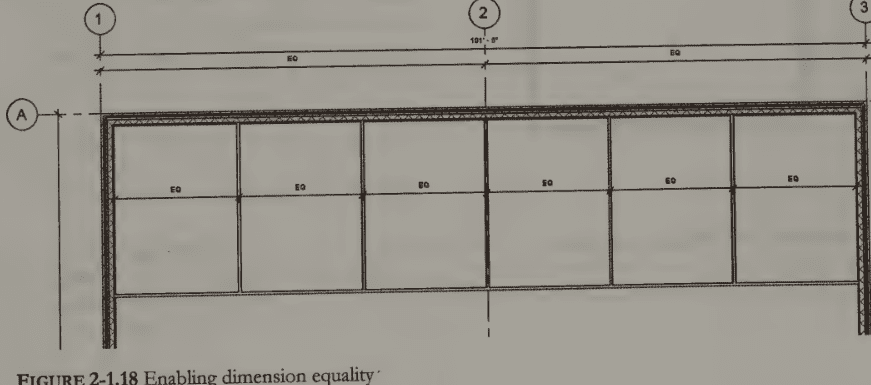 1
2
3
101' - 8"
EQ
EQ
A
EQ
EQ
EQ
EQ
EQ
EQ
FIGURE 2-1.18 Enabling dimension equality